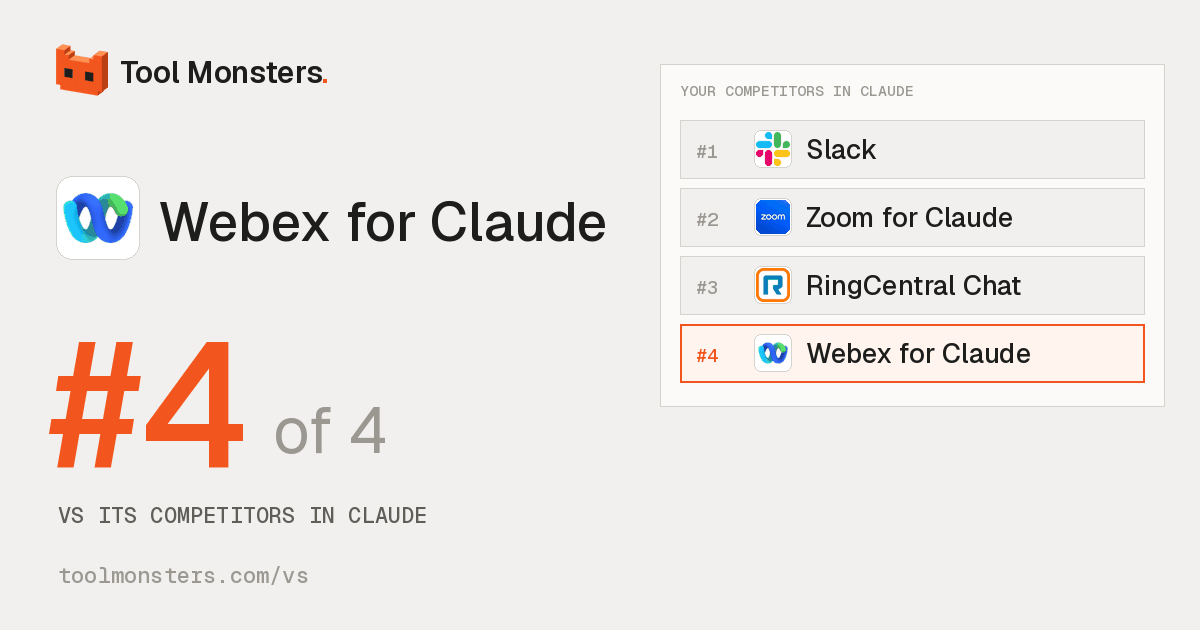 Tool Monsters.
Webex for Claude
#4 of 4
VS ITS COMPETITORS IN CLAUDE
toolmonsters.com/vs
YOUR COMPETITORS IN CLAUDE
#1 Slack
#2 zoom Zoom for Claude
#3 RingCentral Chat
#4 Webex for Claude